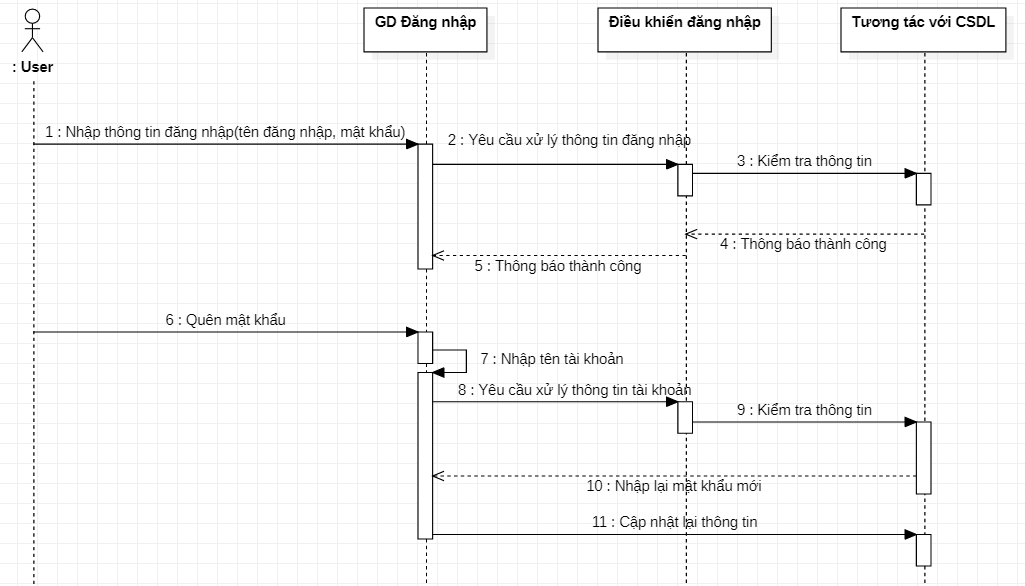 GD Đăng nhập
Điều khiển đăng nhập
Tương tác với CSDL
: User
1 : Nhập thông tin đăng nhập(tên đăng nhập, mật khẩu)
2 : Yêu cầu xử lý thông tin đăng nhập
3 : Kiểm tra thông tin
4 : Thông báo thành công
5 : Thông báo thành công
6 : Quên mật khẩu
7 : Nhập tên tài khoản
8 : Yêu cầu xử lý thông tin tài khoản
9 : Kiểm tra thông tin
10 : Nhập lại mật khẩu mới
11 : Cập nhật lại thông tin